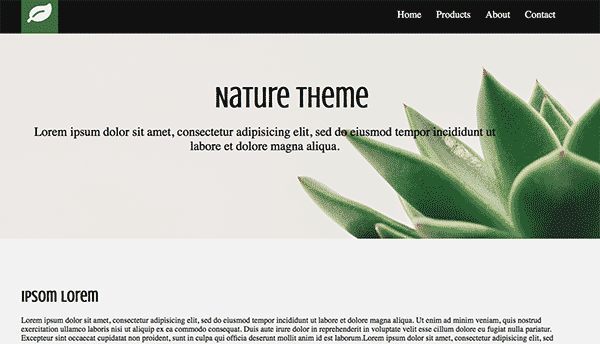 Home Products About Contact
Nature Theme
Lorem ipsum dolor sit amet, consectetur adipisicing elit, sed do eiusmod tempor incididunt ut
labore et dolore magna aliqua.
Ipsom Lorem
Lorem ipsum dolor sit amet, consectetur adipisicing elit, sed do eiusmod tempor incididunt ut labore et dolore magna aliqua. Ut enim ad minim veniam, quis nostrud
exercitation ullamco laboris nisi ut aliquip ex ea commodo consequat. Duis aute irure dolor in reprehenderit in voluptate velit esse cillum dolore eu fugiat nulla pariatur.
Excepteur sint occaecat cupidatat non proident, sunt in culpa qui officia deserunt mollit anim id est laborum.Lorem ipsum dolor sit amet, consectetur adipisicing elit, sed